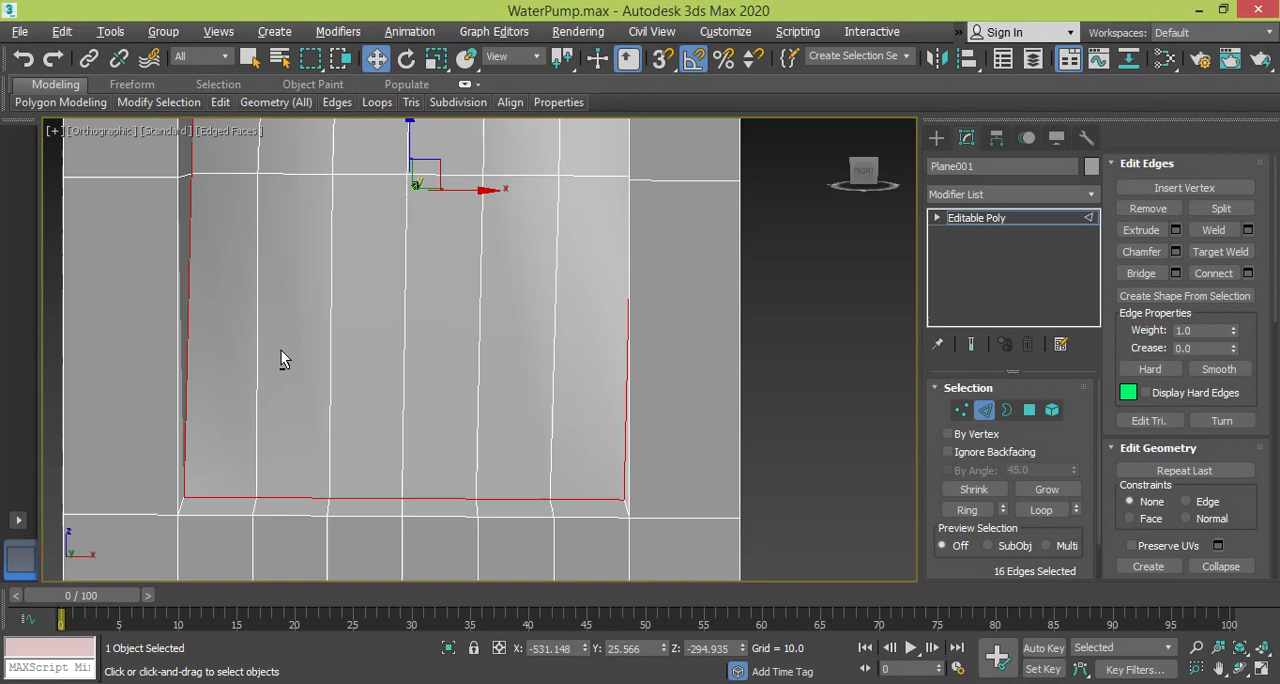 WaterPump.max - Autodesk 3ds Max 2020
File Edit Tools Group Views Create Modifiers Animation Graph Editors Rendering Civil View Customize Scripting Interactive » Sign In Workspaces: Default
All View Create Selection Se
Modeling Freeform Selection Object Paint Populate
Polygon Modeling Modify Selection Edit Geometry (All) Edges Loops Tris Subdivision Align Properties
[+] [Orthographic] [Standard] [Edged Faces]
FRONT
x
z
y x
Plane001
Modifier List
Editable Poly
Selection
By Vertex
Ignore Backfacing
By Angle: 45.0
Shrink Grow
Ring Loop
Preview Selection
Off SubObj Multi
16 Edges Selected
Edit Edges
Insert Vertex
Remove Split
Extrude Weld
Chamfer Target Weld
Bridge Connect
Create Shape From Selection
Edge Properties
Weight: 1.0
Crease: 0.0
Hard Smooth
Display Hard Edges
Edit Tri. Turn
Edit Geometry
Repeat Last
Constraints
None Edge
Face Normal
Preserve UVs
Create Collapse
< 0 / 100 >
0 5 10 15 20 25 30 35 40 45 50 55 60 65 70 75 80 85 90 95 100
1 Object Selected X: -531.148 Y: 25.566 Z: -294.935 Grid = 10.0 Auto Key Selected
MAXScript Mi: Click or click-and-drag to select objects Add Time Tag 0 Set Key Key Filters...